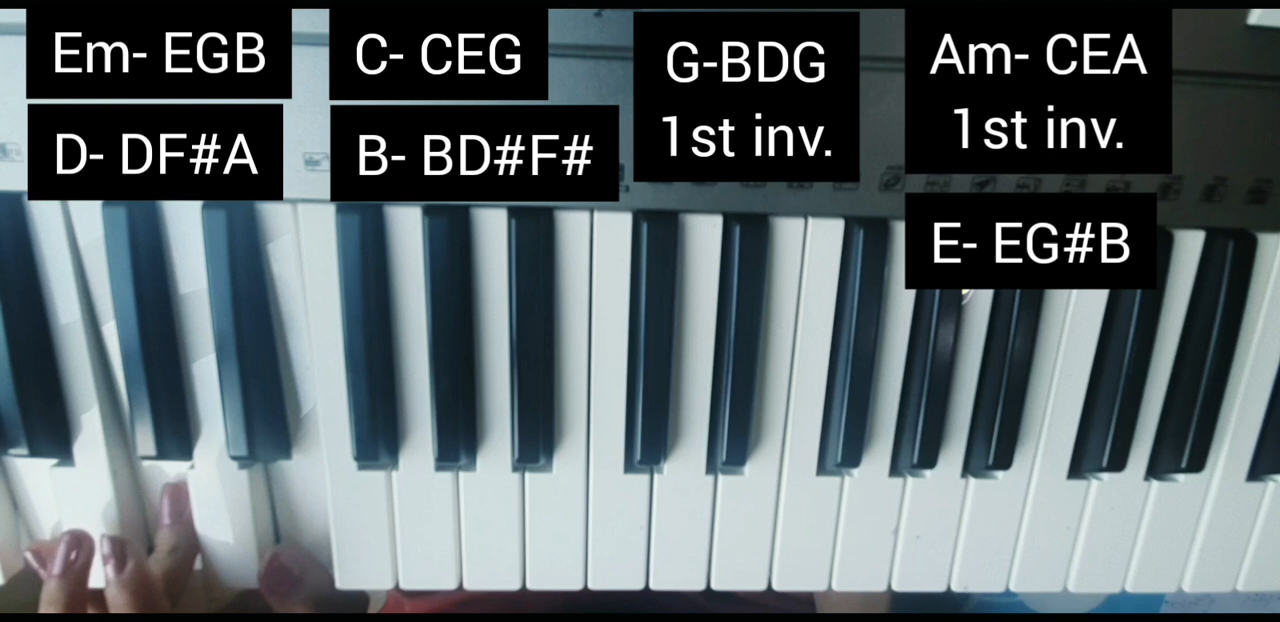 Em- EGB
D- DF#A
C- CEG
B- BD#F#
G-BDG
1st inv.
Am- CEA
1st inv.
E- EG#B